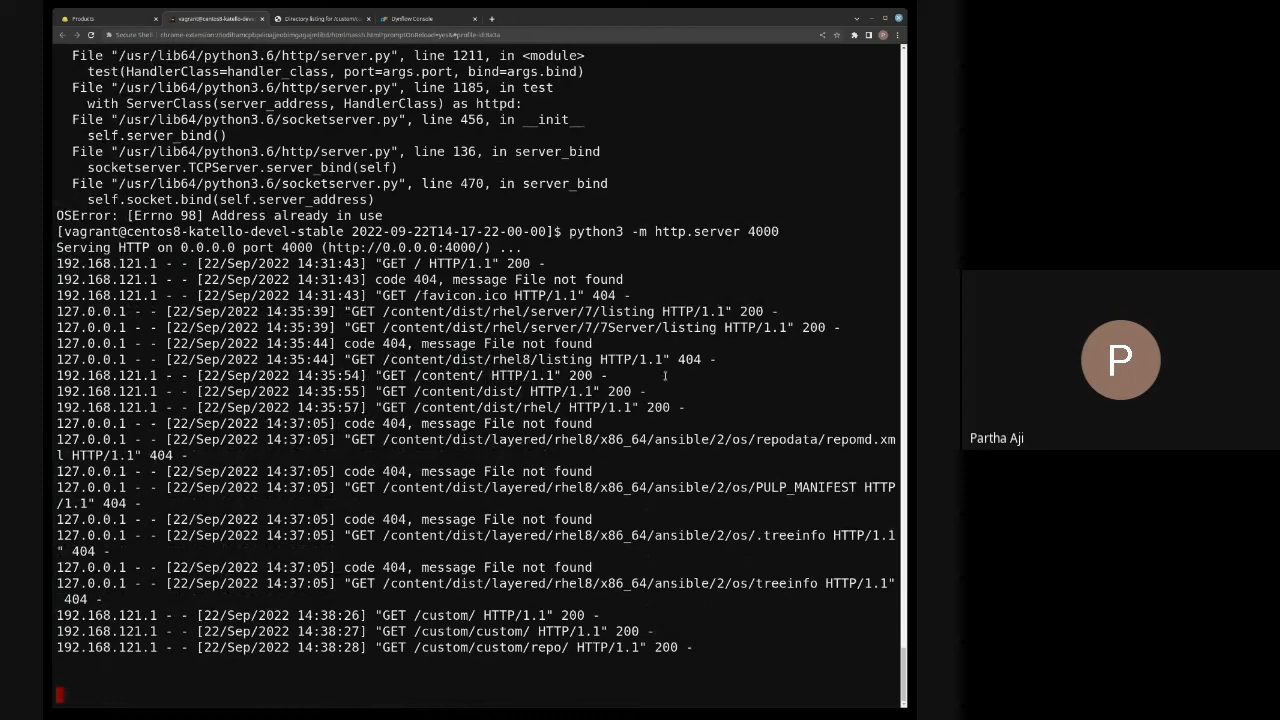 Products
vagrant@centos8-katello-deve
Directory listing for /custom/c
Dynflow Console
Secure Shell
File "/usr/lib64/python3.6/http/server.py", line 1211, in <module>
test(HandlerClass=handler_class, port=args.port, bind=args.bind)
File "/usr/lib64/python3.6/http/server.py", line 1185, in test
with ServerClass(server_address, HandlerClass) as httpd:
File "/usr/lib64/python3.6/socketserver.py", line 456, in __init__
self.server_bind()
File "/usr/lib64/python3.6/http/server.py", line 136, in server_bind
socketserver.TCPServer.server_bind(self)
File "/usr/lib64/python3.6/socketserver.py", line 470, in server_bind
self.socket.bind(self.server_address)
OSError: [Errno 98] Address already in use
[vagrant@centos8-katello-devel-stable 2022-09-22T14-17-22-00-00]$ python3 -m http.server 4000
Serving HTTP on 0.0.0.0 port 4000 (http://0.0.0.0:4000/) ...
192.168.121.1 - - [22/Sep/2022 14:31:43] "GET / HTTP/1.1" 200 -
192.168.121.1 - - [22/Sep/2022 14:31:43] code 404, message File not found
192.168.121.1 - - [22/Sep/2022 14:31:43] "GET /favicon.ico HTTP/1.1" 404 -
127.0.0.1 - - [22/Sep/2022 14:35:39] "GET /content/dist/rhel/server/7/listing HTTP/1.1" 200 -
127.0.0.1 - - [22/Sep/2022 14:35:39] "GET /content/dist/rhel/server/7/7Server/listing HTTP/1.1" 200 -
127.0.0.1 - - [22/Sep/2022 14:35:44] code 404, message File not found
127.0.0.1 - - [22/Sep/2022 14:35:44] "GET /content/dist/rhel8/listing HTTP/1.1" 404 -
192.168.121.1 - - [22/Sep/2022 14:35:54] "GET /content/ HTTP/1.1" 200 -
192.168.121.1 - - [22/Sep/2022 14:35:55] "GET /content/dist/ HTTP/1.1" 200 -
192.168.121.1 - - [22/Sep/2022 14:35:57] "GET /content/dist/rhel/ HTTP/1.1" 200 -
127.0.0.1 - - [22/Sep/2022 14:37:05] code 404, message File not found
127.0.0.1 - - [22/Sep/2022 14:37:05] "GET /content/dist/layered/rhel8/x86_64/ansible/2/os/repodata/repomd.xm
l HTTP/1.1" 404 -
127.0.0.1 - - [22/Sep/2022 14:37:05] code 404, message File not found
127.0.0.1 - - [22/Sep/2022 14:37:05] "GET /content/dist/layered/rhel8/x86_64/ansible/2/os/PULP_MANIFEST HTTP
/1.1" 404 -
127.0.0.1 - - [22/Sep/2022 14:37:05] code 404, message File not found
127.0.0.1 - - [22/Sep/2022 14:37:05] "GET /content/dist/layered/rhel8/x86_64/ansible/2/os/.treeinfo HTTP/1.1
" 404 -
127.0.0.1 - - [22/Sep/2022 14:37:05] code 404, message File not found
127.0.0.1 - - [22/Sep/2022 14:37:05] "GET /content/dist/layered/rhel8/x86_64/ansible/2/os/treeinfo HTTP/1.1"
404 -
192.168.121.1 - - [22/Sep/2022 14:38:26] "GET /custom/ HTTP/1.1" 200 -
192.168.121.1 - - [22/Sep/2022 14:38:27] "GET /custom/custom/ HTTP/1.1" 200 -
192.168.121.1 - - [22/Sep/2022 14:38:28] "GET /custom/custom/repo/ HTTP/1.1" 200 -
P
Partha Aji